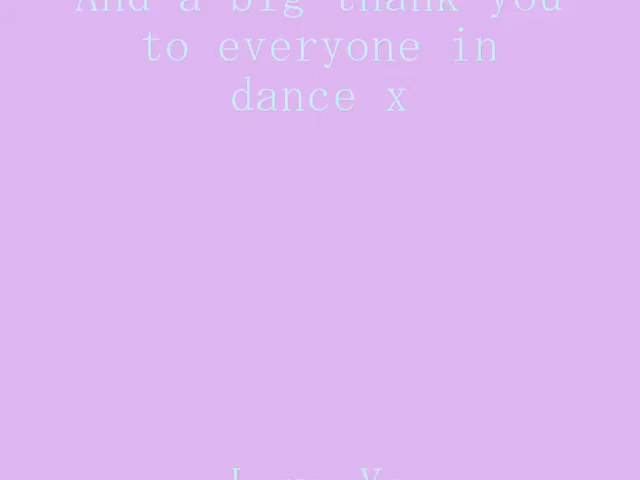 And a big thank you
to everyone in
dance x